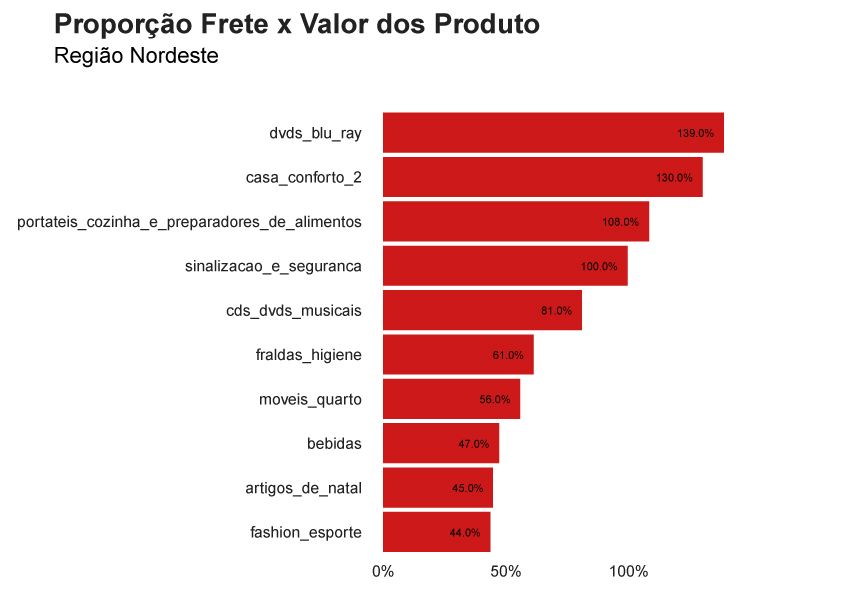 Proporção Frete x Valor dos Produto
Região Nordeste
dvds_blu_ray 139.0%
casa_conforto_2 130.0%
portateis_cozinha_e_preparadores_de_alimentos 108.0%
sinalizacao_e_seguranca 100.0%
cds_dvds_musicais 81.0%
fraldas_higiene 61.0%
moveis_quarto 56.0%
bebidas 47.0%
artigos_de_natal 45.0%
fashion_esporte 44.0%
0% 50% 100%